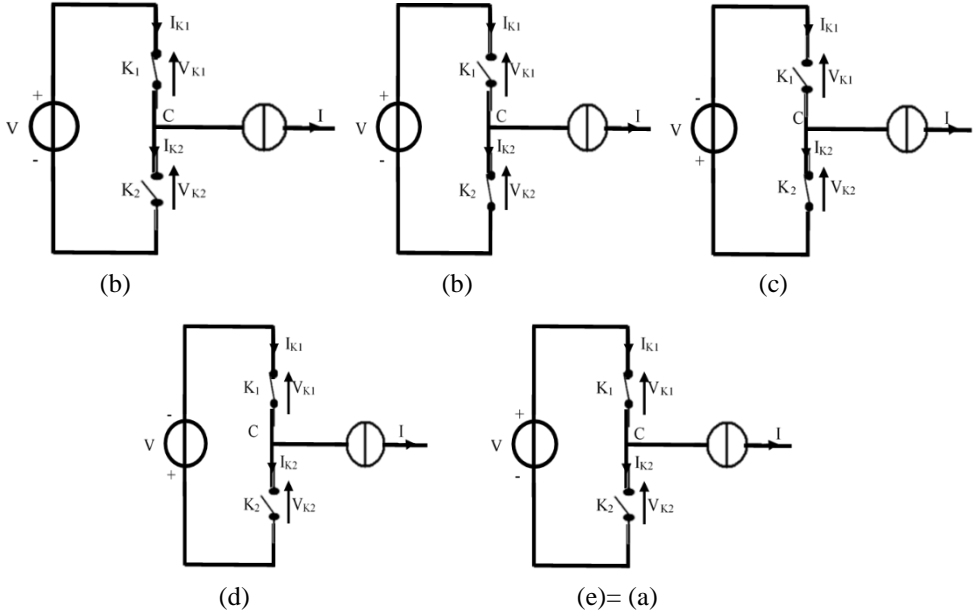 I_K1
K_1
V_K1
+
V
-
C
I
I_K2
K_2
V_K2
(b)
I_K1
K_1
V_K1
+
V
-
C
I
I_K2
K_2
V_K2
(b)
I_K1
K_1
V_K1
-
V
+
C
I
I_K2
K_2
V_K2
(c)
I_K1
K_1
V_K1
-
V
+
C
I
I_K2
K_2
V_K2
(d)
I_K1
K_1
V_K1
+
V
-
C
I
I_K2
K_2
V_K2
(e)= (a)